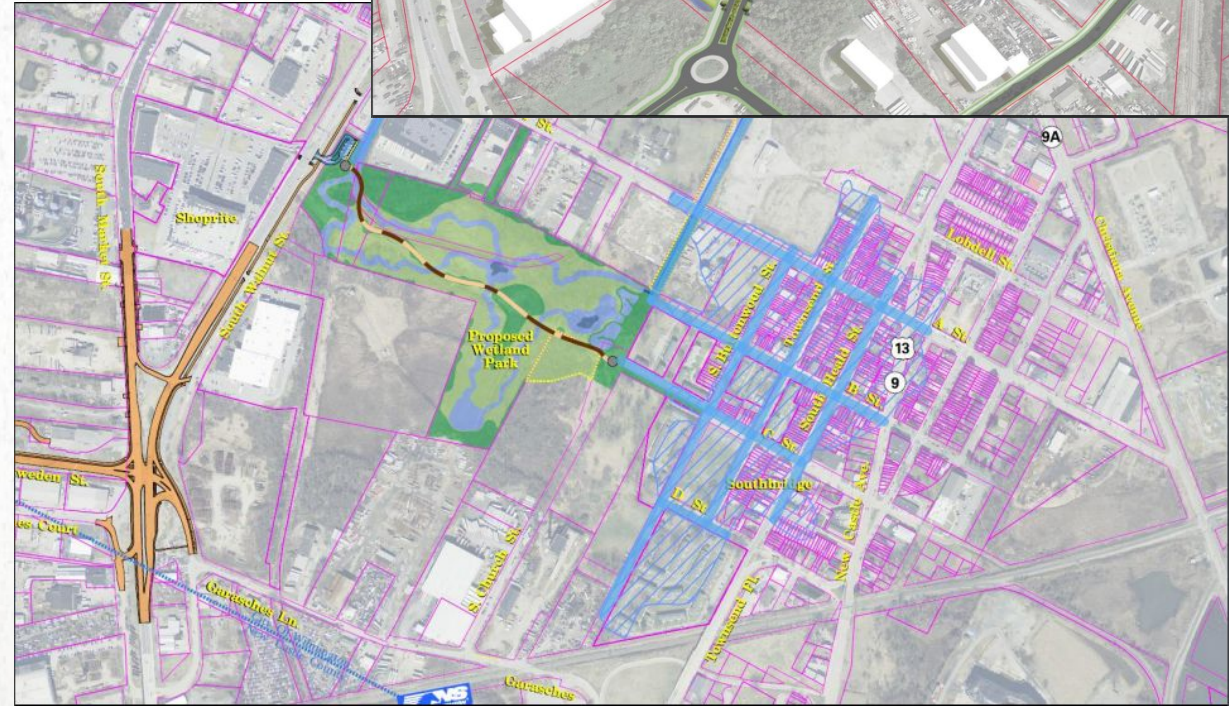 St.
9A
South Market St.
Shoprite
South Walnut St.
Lobdell St.
Christiana Avenue
S. Buttonwood St.
Townsend St.
A St.
13
9
Proposed
Wetland
Park
South Heald St.
B St.
C St.
Southbridge
D St.
weden St.
es Court
S. Church St.
New Castle Ave.
Townsend Pl.
Garasches Ln.
Garasches